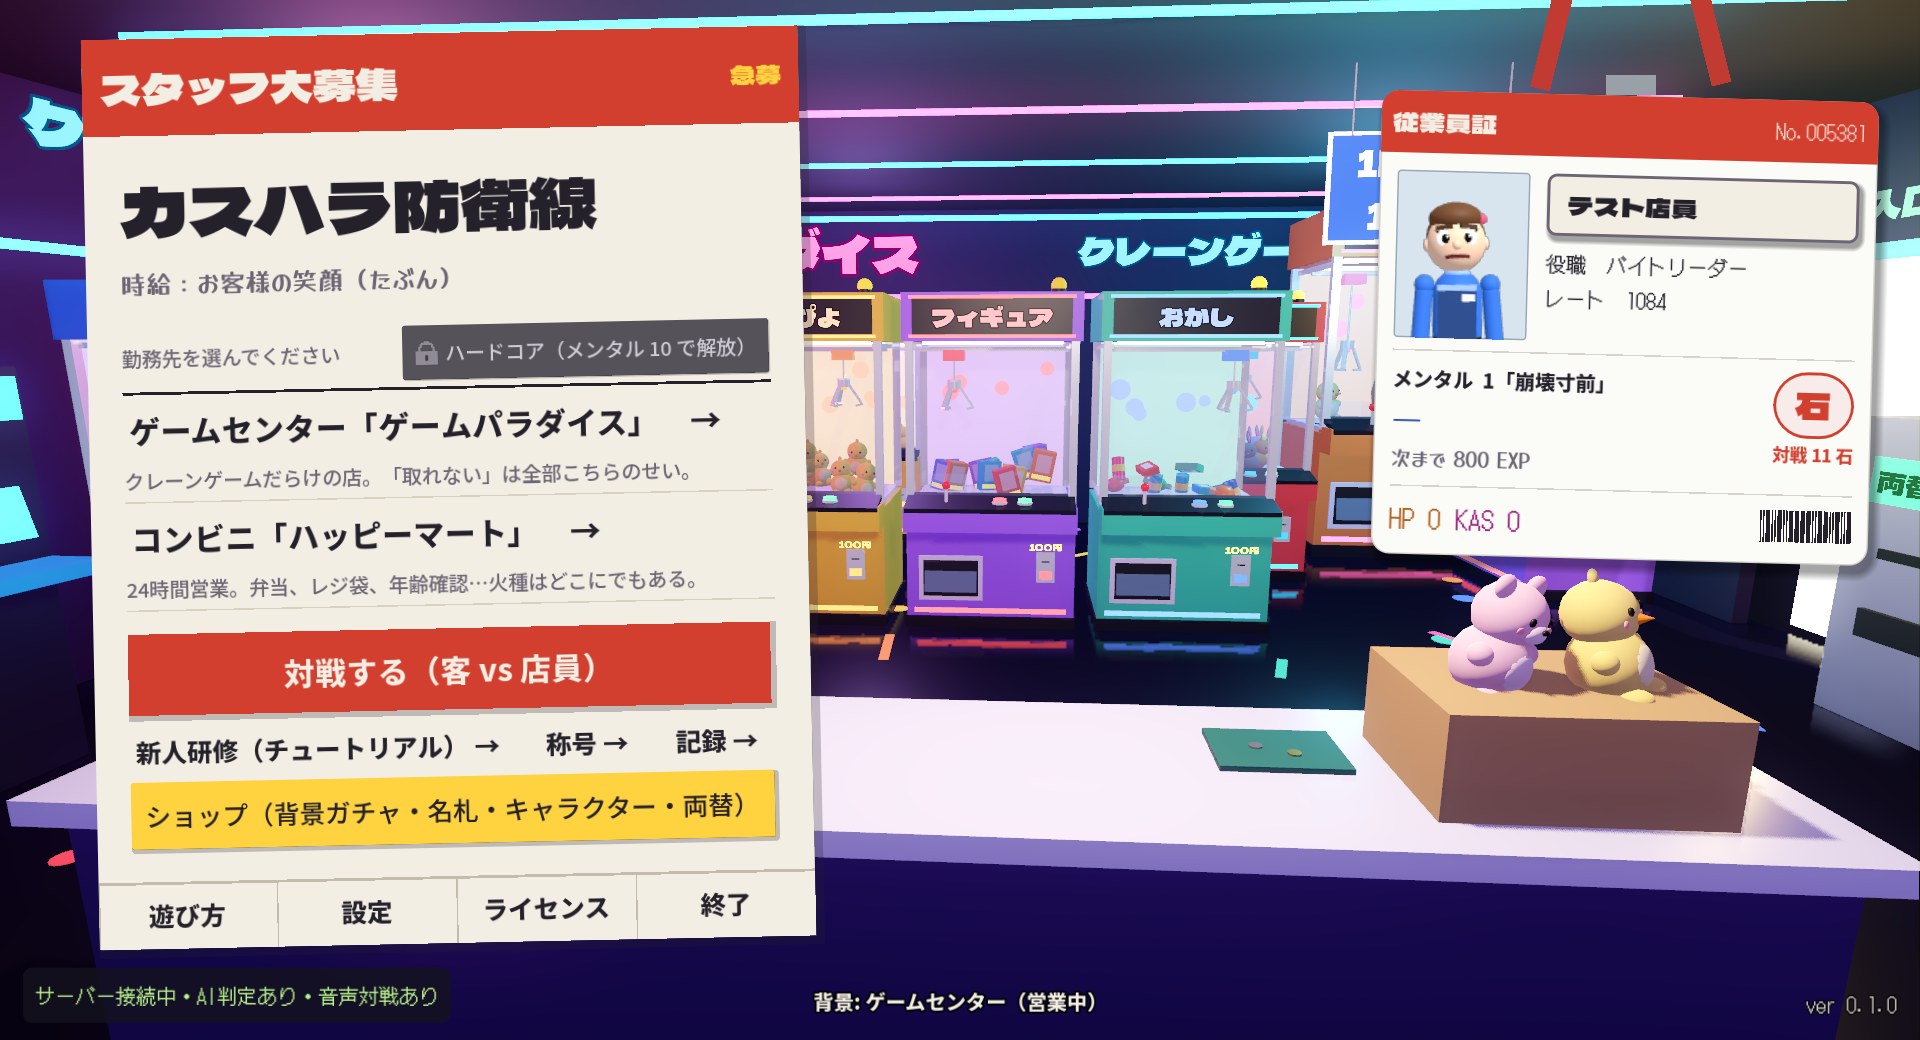 スタッフ大募集
急募
カスハラ防衛線
時給：お客様の笑顔（たぶん）
勤務先を選んでください
ハードコア（メンタル 10 で解放）
ゲームセンター「ゲームパラダイス」 →
クレーンゲームだらけの店。「取れない」は全部こちらのせい。
コンビニ「ハッピーマート」 →
24時間営業。弁当、レジ袋、年齢確認…火種はどこにでもある。
対戦する（客 vs 店員）
新人研修（チュートリアル） →
称号 →
記録 →
ショップ（背景ガチャ・名札・キャラクター・両替）
遊び方
設定
ライセンス
終了
サーバー接続中・AI判定あり・音声対戦あり
背景: ゲームセンター（営業中）
ver 0.1.0
従業員証
No. 005381
テスト店員
役職 バイトリーダー
レート 1084
メンタル 1「崩壊寸前」
石
対戦 11 石
次まで 800 EXP
HP 0 KAS 0
ダイス
クレーンゲー
ぴよ
フィギュア
おかし
100円
100円
100円
入口
両替
ク